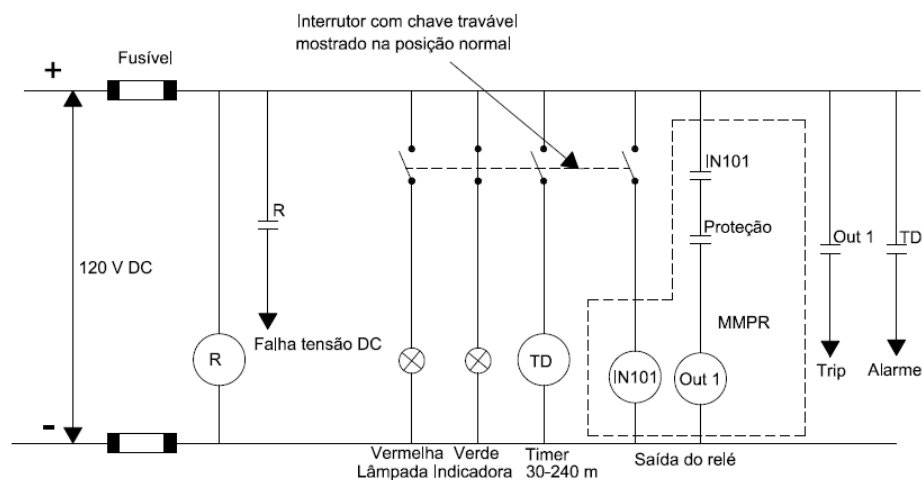 Interrutor com chave travável
mostrado na posição normal
Fusível
+
R
IN101
Proteção
Out 1
TD
120 V DC
MMPR
Falha tensão DC
R
TD
IN101
Out 1
Trip
Alarme
-
Vermelha
Verde
Timer
Lâmpada Indicadora
30-240 m
Saída do relé